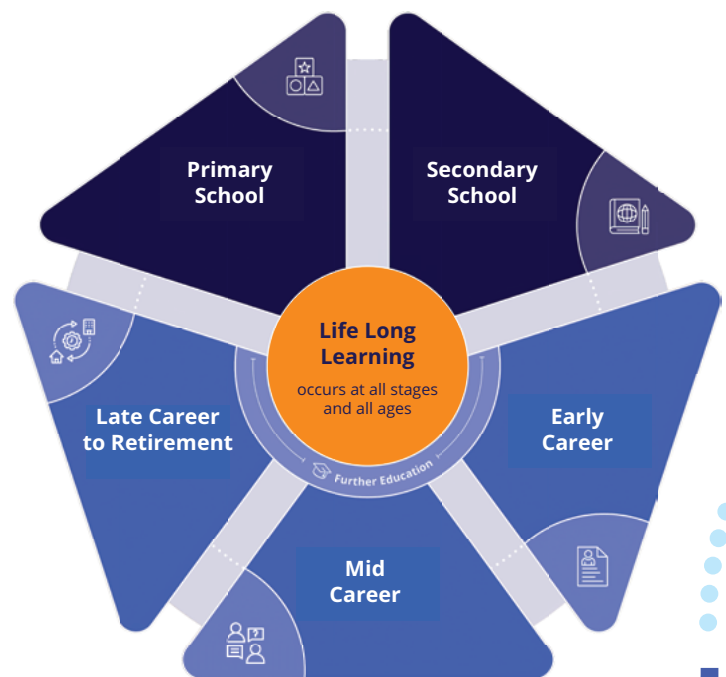 Primary
School
Secondary
School
Life Long
Learning
occurs at all stages
and all ages
Late Career
to Retirement
Early
Career
Further Education
Mid
Career
?